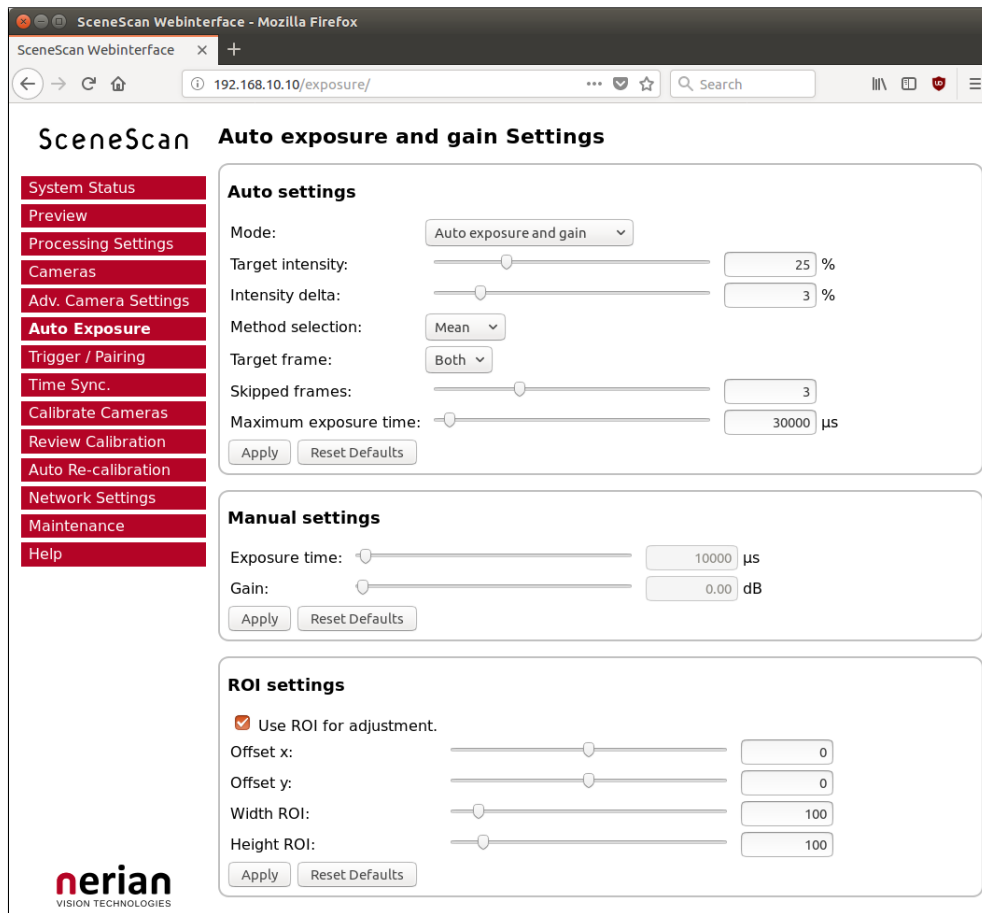 SceneScan Webinterface - Mozilla Firefox
SceneScan Webinterface
192.168.10.10/exposure/
Search
SceneScan
System Status
Preview
Processing Settings
Cameras
Adv. Camera Settings
Auto Exposure
Trigger / Pairing
Time Sync.
Calibrate Cameras
Review Calibration
Auto Re-calibration
Network Settings
Maintenance
Help
nerian
VISION TECHNOLOGIES
Auto exposure and gain Settings
Auto settings
Mode: Auto exposure and gain
Target intensity: 25 %
Intensity delta: 3 %
Method selection: Mean
Target frame: Both
Skipped frames: 3
Maximum exposure time: 30000 µs
Apply Reset Defaults
Manual settings
Exposure time: 10000 µs
Gain: 0.00 dB
Apply Reset Defaults
ROI settings
Use ROI for adjustment.
Offset x: 0
Offset y: 0
Width ROI: 100
Height ROI: 100
Apply Reset Defaults